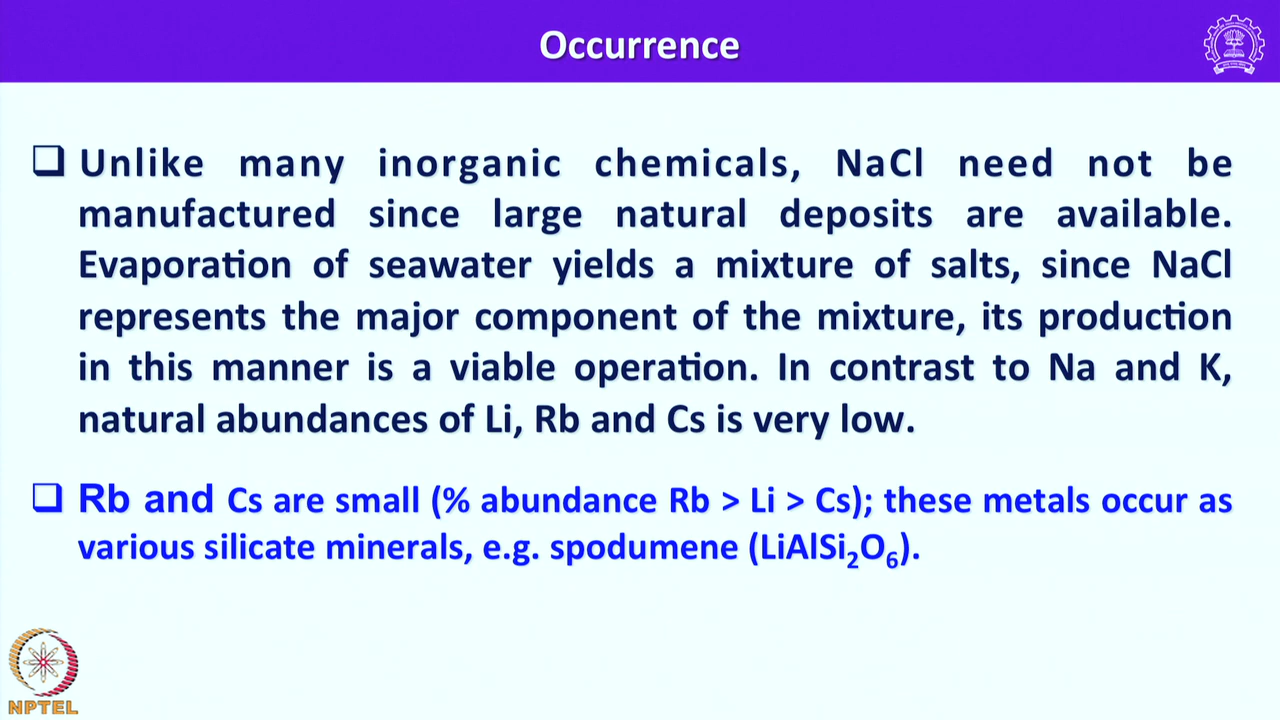 Occurrence
❑ Unlike many inorganic chemicals, NaCl need not be
manufactured since large natural deposits are available.
Evaporation of seawater yields a mixture of salts, since NaCl
represents the major component of the mixture, its production
in this manner is a viable operation. In contrast to Na and K,
natural abundances of Li, Rb and Cs is very low.
❑ Rb and Cs are small (% abundance Rb > Li > Cs); these metals occur as
various silicate minerals, e.g. spodumene (LiAlSi₂O₆).
NPTEL